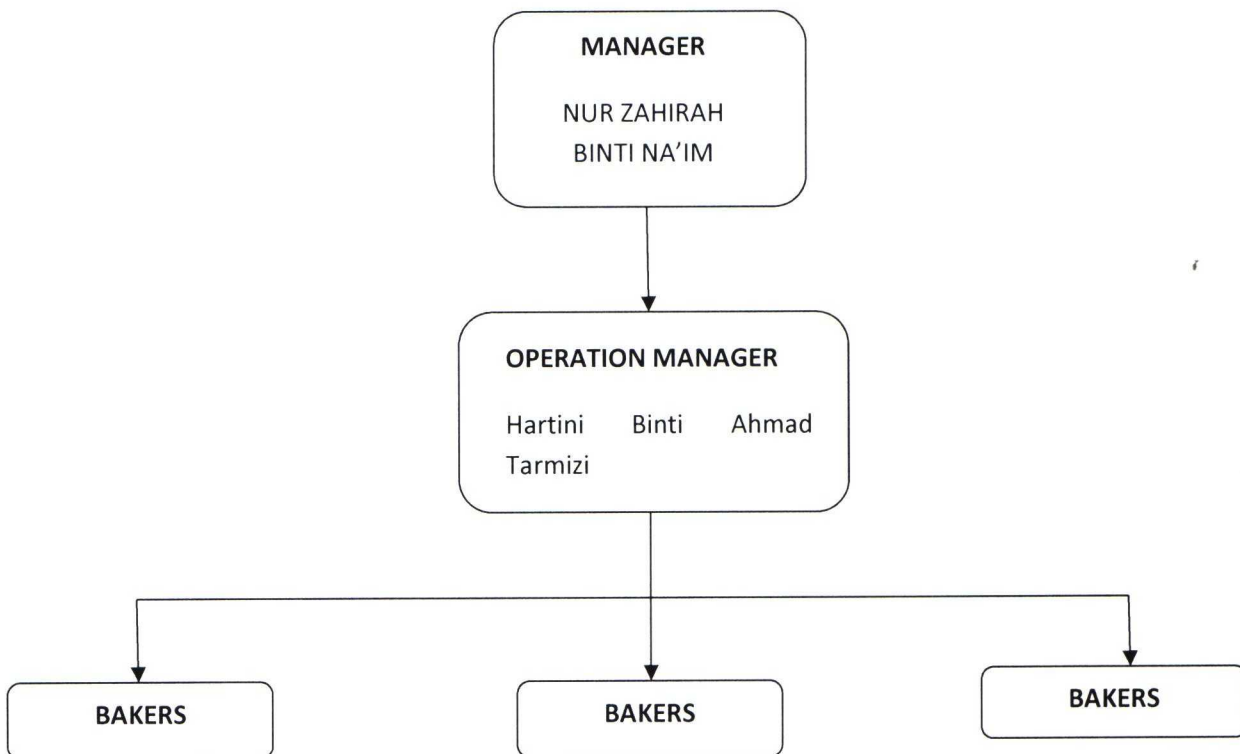 MANAGER
NUR ZAHIRAH
BINTI NA’IM
OPERATION MANAGER
Hartini Binti Ahmad
Tarmizi
BAKERS
BAKERS
BAKERS